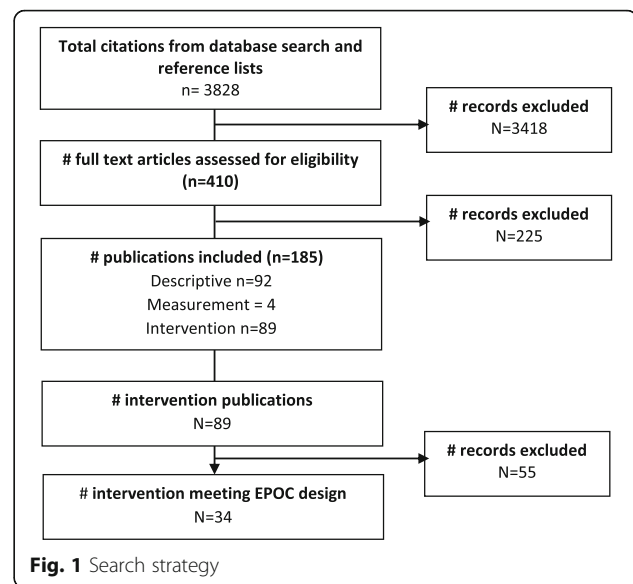 Total citations from database search and
reference lists
n= 3828
# records excluded
N=3418
# full text articles assessed for eligibility
(n=410)
# records excluded
N=225
# publications included (n=185)
Descriptive n=92
Measurement = 4
Intervention n=89
# intervention publications
N=89
# records excluded
N=55
# intervention meeting EPOC design
N=34
Fig. 1 Search strategy